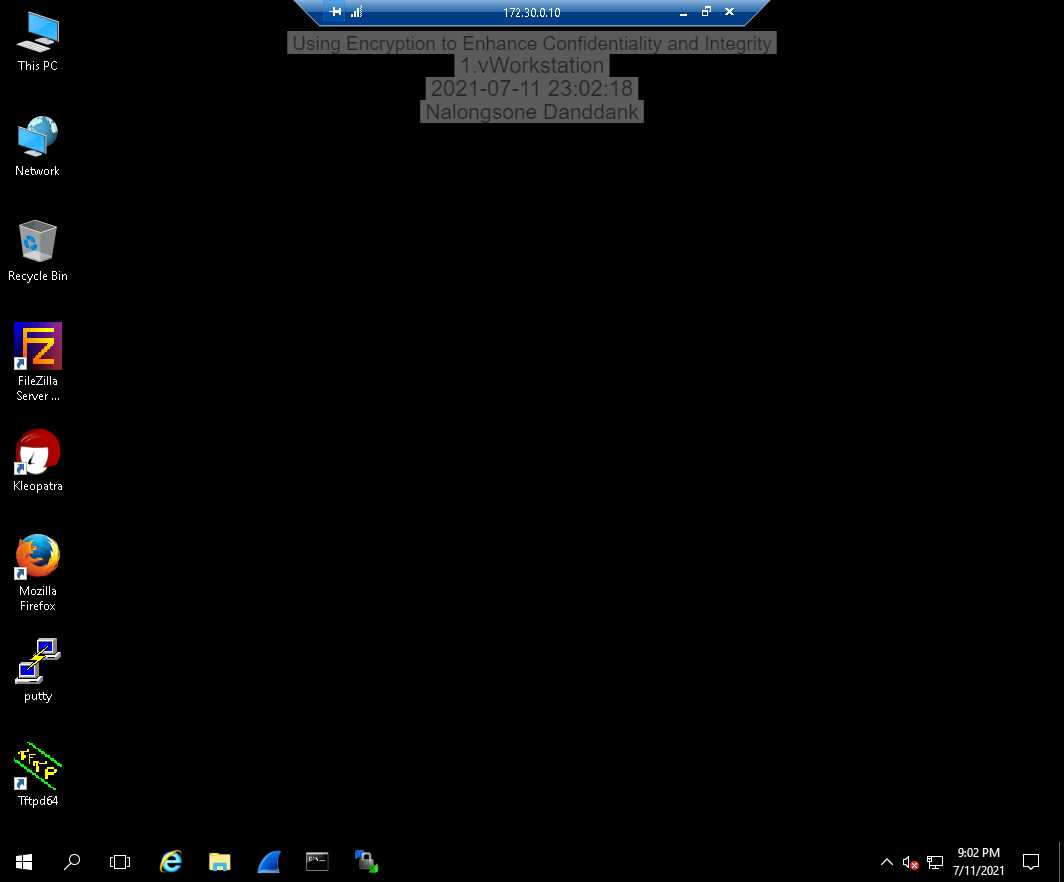 172.30.0.10
Using Encryption to Enhance Confidentiality and Integrity
1.vWorkstation
2021-07-11 23:02:18
Nalongsone Danddank
This PC
Network
Recycle Bin
FileZilla
Server ...
Kleopatra
Mozilla
Firefox
putty
TFTP
Tftpd64
9:02 PM
7/11/2021